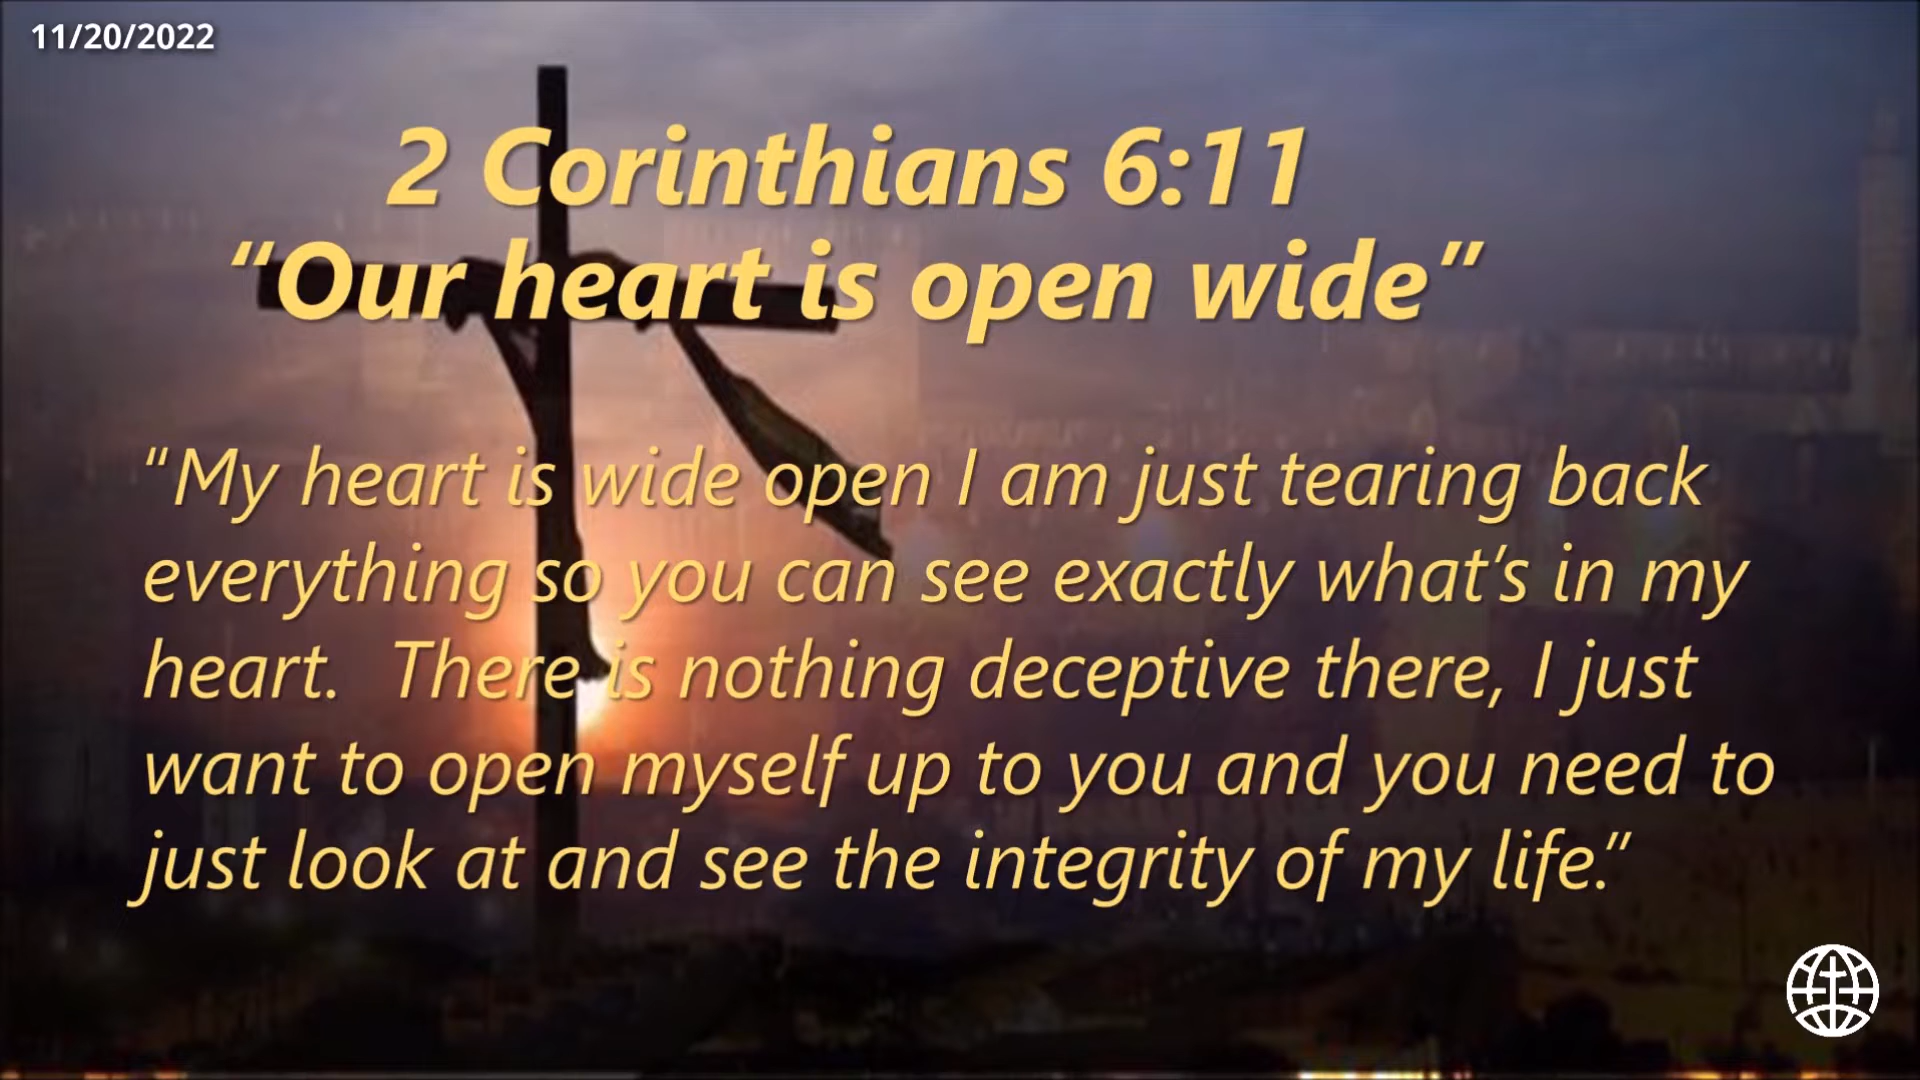 11/20/2022
2 Corinthians 6:11
“Our heart is open wide”
“My heart is wide open I am just tearing back
everything so you can see exactly what’s in my
heart.  There is nothing deceptive there, I just
want to open myself up to you and you need to
just look at and see the integrity of my life.”